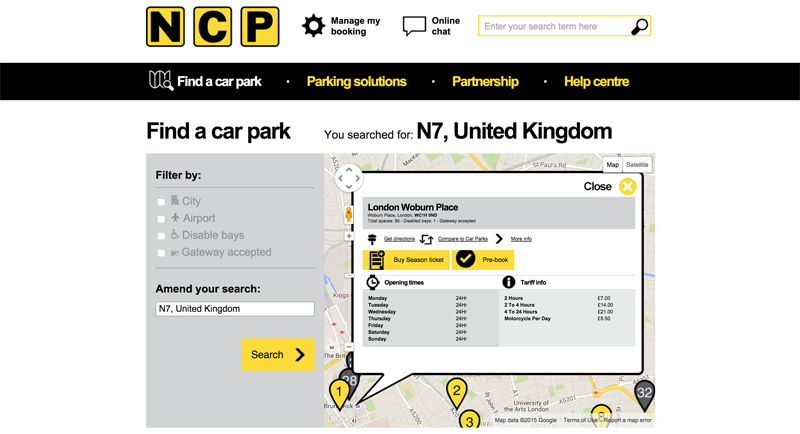 NCP
Manage my
booking
Online
chat
Enter your search term here
Find a car park • Parking solutions • Partnership • Help centre
Find a car park
You searched for: N7, United Kingdom
Filter by:
City
Airport
Disable bays
Gateway accepted
Amend your search:
N7, United Kingdom
Search
St Paul's Rd
Map Satellite
Close
London Woburn Place
Woburn Place, London, WC1H 0ND
Total spaces: 90 - Disabled bays: 1 - Gateway accepted
Get directions Compare to Car Parks More info
Buy Season ticket Pre-book
Opening times
Monday 24Hr
Tuesday 24Hr
Wednesday 24Hr
Thursday 24Hr
Friday 24Hr
Saturday 24Hr
Sunday 24Hr
Tariff info
2 Hours £7.00
2 To 4 Hours £14.00
4 To 24 Hours £21.00
Motorcycle Per Day £5.50
A5201
A5200
Kings
The Brit
28
1
2
3
8
32
University of
the Arts London
Map data ©2015 Google Terms of Use Report a map error